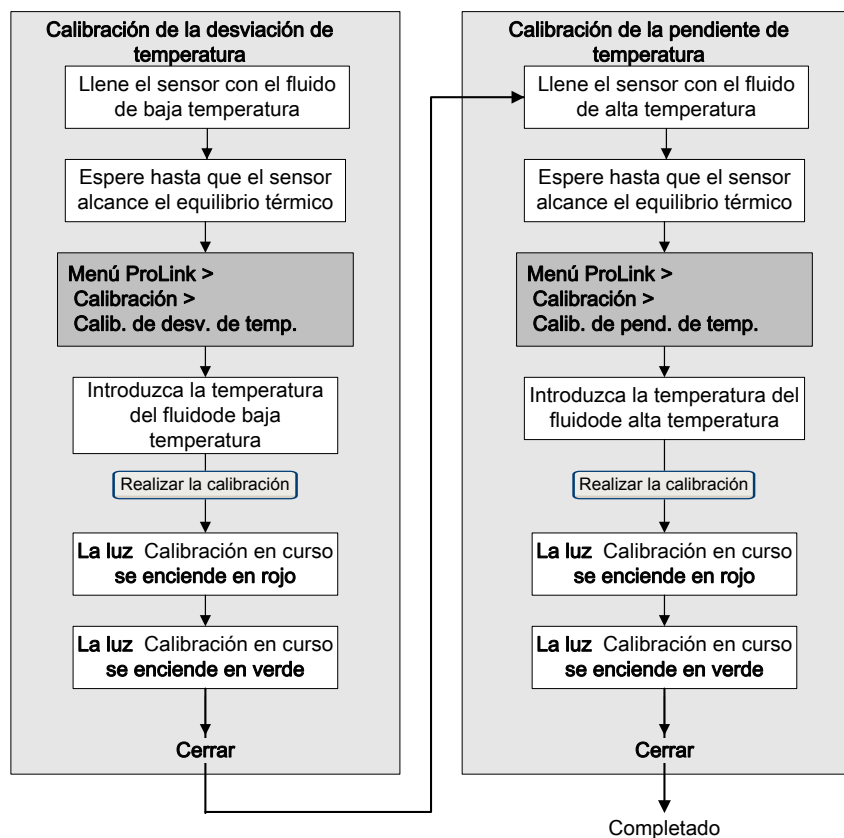 Calibración de la desviación de
temperatura
Llene el sensor con el fluido
de baja temperatura
Espere hasta que el sensor
alcance el equilibrio térmico
Menú ProLink >
Calibración >
Calib. de desv. de temp.
Introduzca la temperatura
del fluidode baja
temperatura
Realizar la calibración
La luz Calibración en curso
se enciende en rojo
La luz Calibración en curso
se enciende en verde
Cerrar
Calibración de la pendiente de
temperatura
Llene el sensor con el fluido
de alta temperatura
Espere hasta que el sensor
alcance el equilibrio térmico
Menú ProLink >
Calibración >
Calib. de pend. de temp.
Introduzca la temperatura del
fluidode alta temperatura
Realizar la calibración
La luz Calibración en curso
se enciende en rojo
La luz Calibración en curso
se enciende en verde
Cerrar
Completado